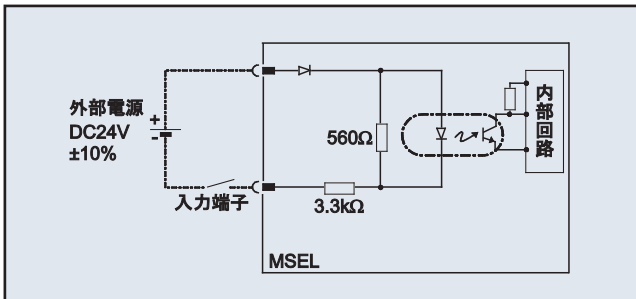 外部電源
DC24V
±10%
+
-
入力端子
560Ω
3.3kΩ
内部回路
MSEL